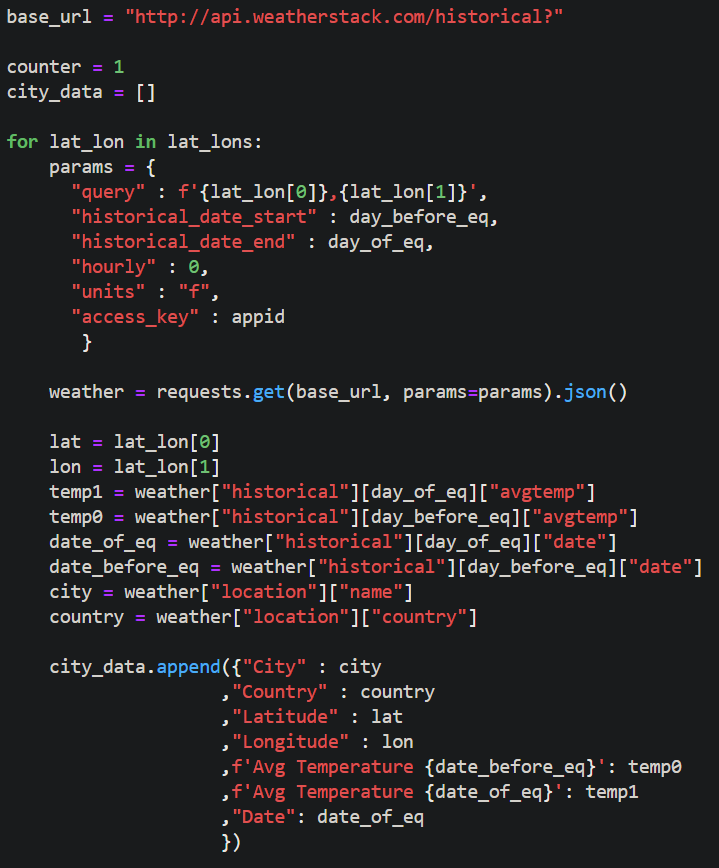 base_url = "http://api.weatherstack.com/historical?"
counter = 1
city_data = []
for lat_lon in lat_lons:
    params = {
      "query" : f'{lat_lon[0]},{lat_lon[1]}',
      "historical_date_start" : day_before_eq,
      "historical_date_end" : day_of_eq,
      "hourly" : 0,
      "units" : "f",
      "access_key" : appid
       }
    weather = requests.get(base_url, params=params).json()
    lat = lat_lon[0]
    lon = lat_lon[1]
    temp1 = weather["historical"][day_of_eq]["avgtemp"]
    temp0 = weather["historical"][day_before_eq]["avgtemp"]
    date_of_eq = weather["historical"][day_of_eq]["date"]
    date_before_eq = weather["historical"][day_before_eq]["date"]
    city = weather["location"]["name"]
    country = weather["location"]["country"]
    city_data.append({"City" : city
                    ,"Country" : country
                    ,"Latitude" : lat
                    ,"Longitude" : lon
                    ,f'Avg Temperature {date_before_eq}': temp0
                    ,f'Avg Temperature {date_of_eq}': temp1
                    ,"Date": date_of_eq
                    })